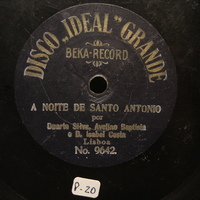 DISCO „IDEAL" GRANDE
BEKA-RECORD
A NOITE DE SANTO ANTONIO
por
Duarte Silva, Avelino Baptista
e D. Isabel Costa
Lisboa
No. 9642.
P-20